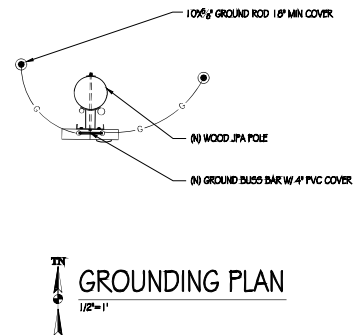 10'x5/8" GROUND ROD 18" MIN COVER
G
G
(N) WOOD JPA POLE
(N) GROUND BUSS BAR W/ 4" PVC COVER
TN
GROUNDING PLAN
1/2"=1'